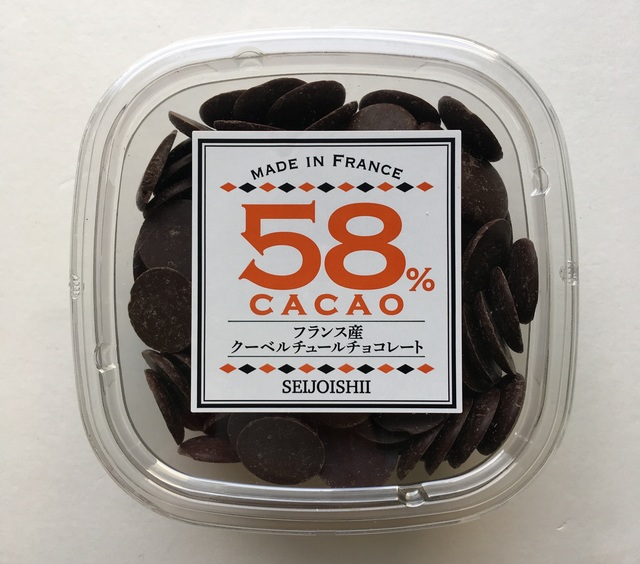 MADE IN FRANCE
58%
CACAO
フランス産
クーベルチュールチョコレート
SEIJOISHII